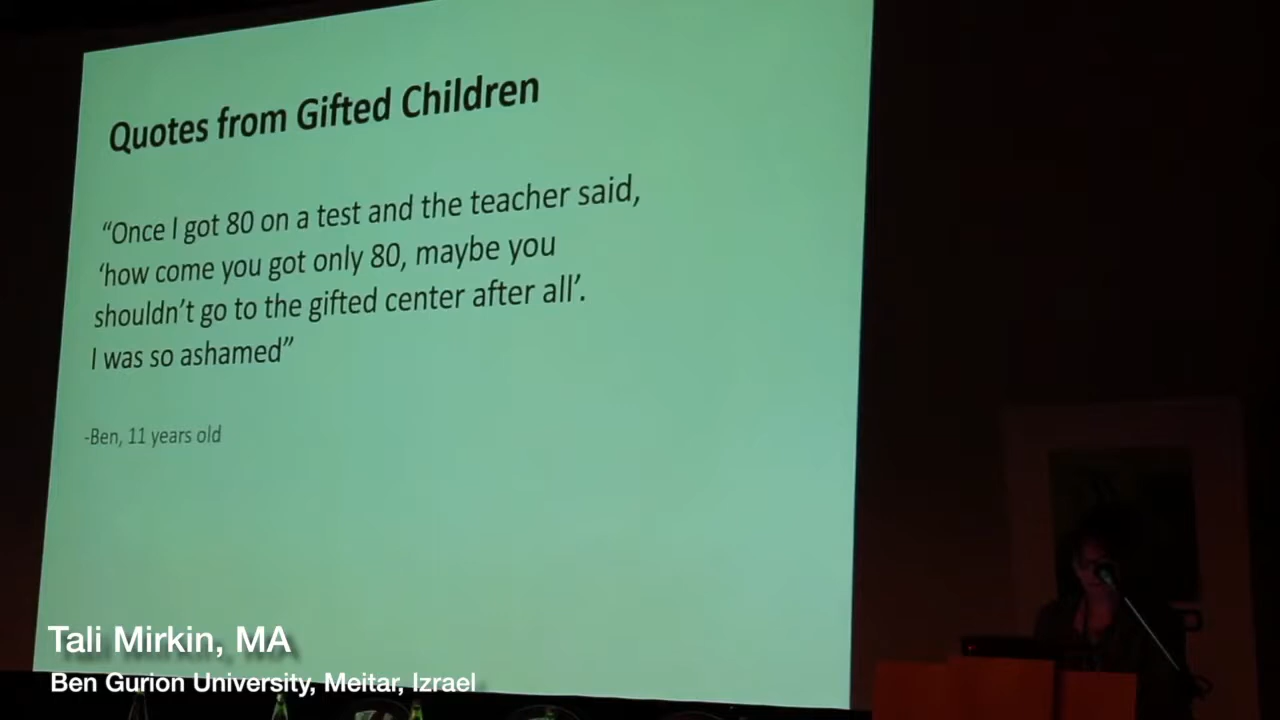 Quotes from Gifted Children
“Once I got 80 on a test and the teacher said,
‘how come you got only 80, maybe you
shouldn’t go to the gifted center after all’.
I was so ashamed”
-Ben, 11 years old
Tali Mirkin, MA
Ben Gurion University, Meitar, Izrael